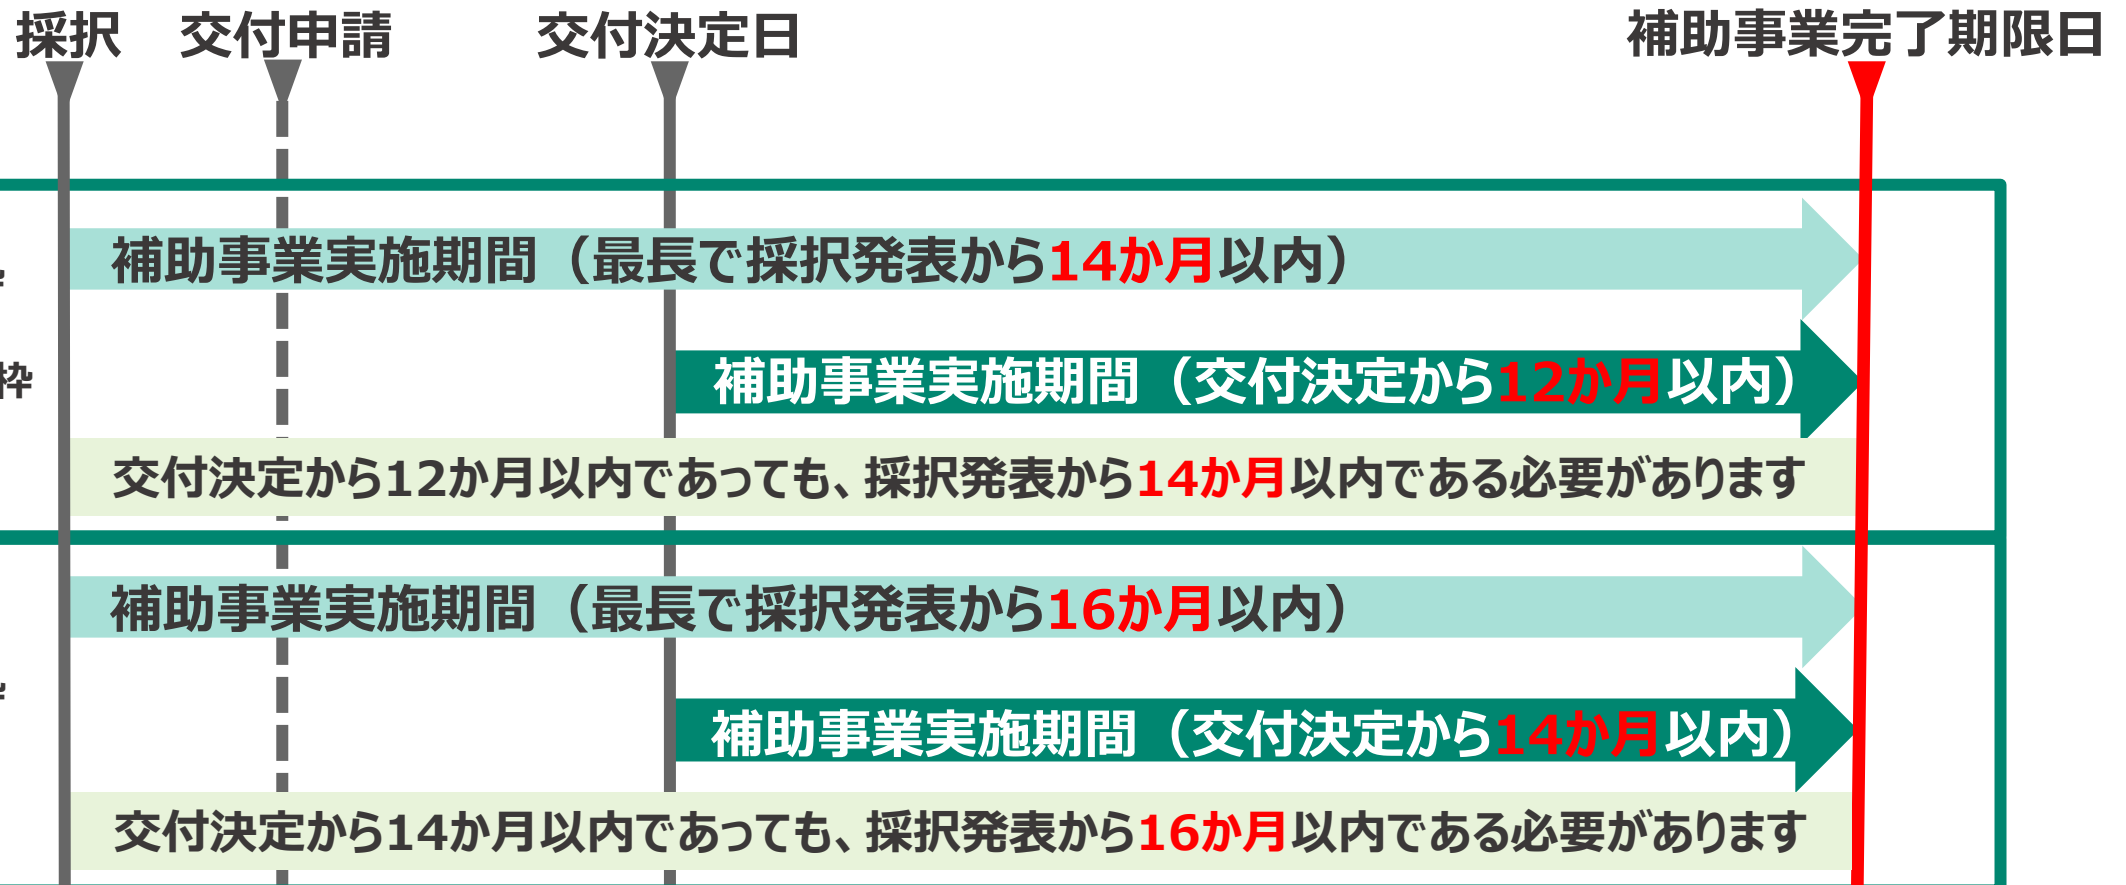 採択
交付申請
交付決定日
補助事業完了期限日
補助事業実施期間（最長で採択発表から14か月以内）
枠
補助事業実施期間（交付決定から12か月以内）
交付決定から12か月以内であっても、採択発表から14か月以内である必要があります
補助事業実施期間（最長で採択発表から16か月以内）
補助事業実施期間（交付決定から14か月以内）
交付決定から14か月以内であっても、採択発表から16か月以内である必要があります